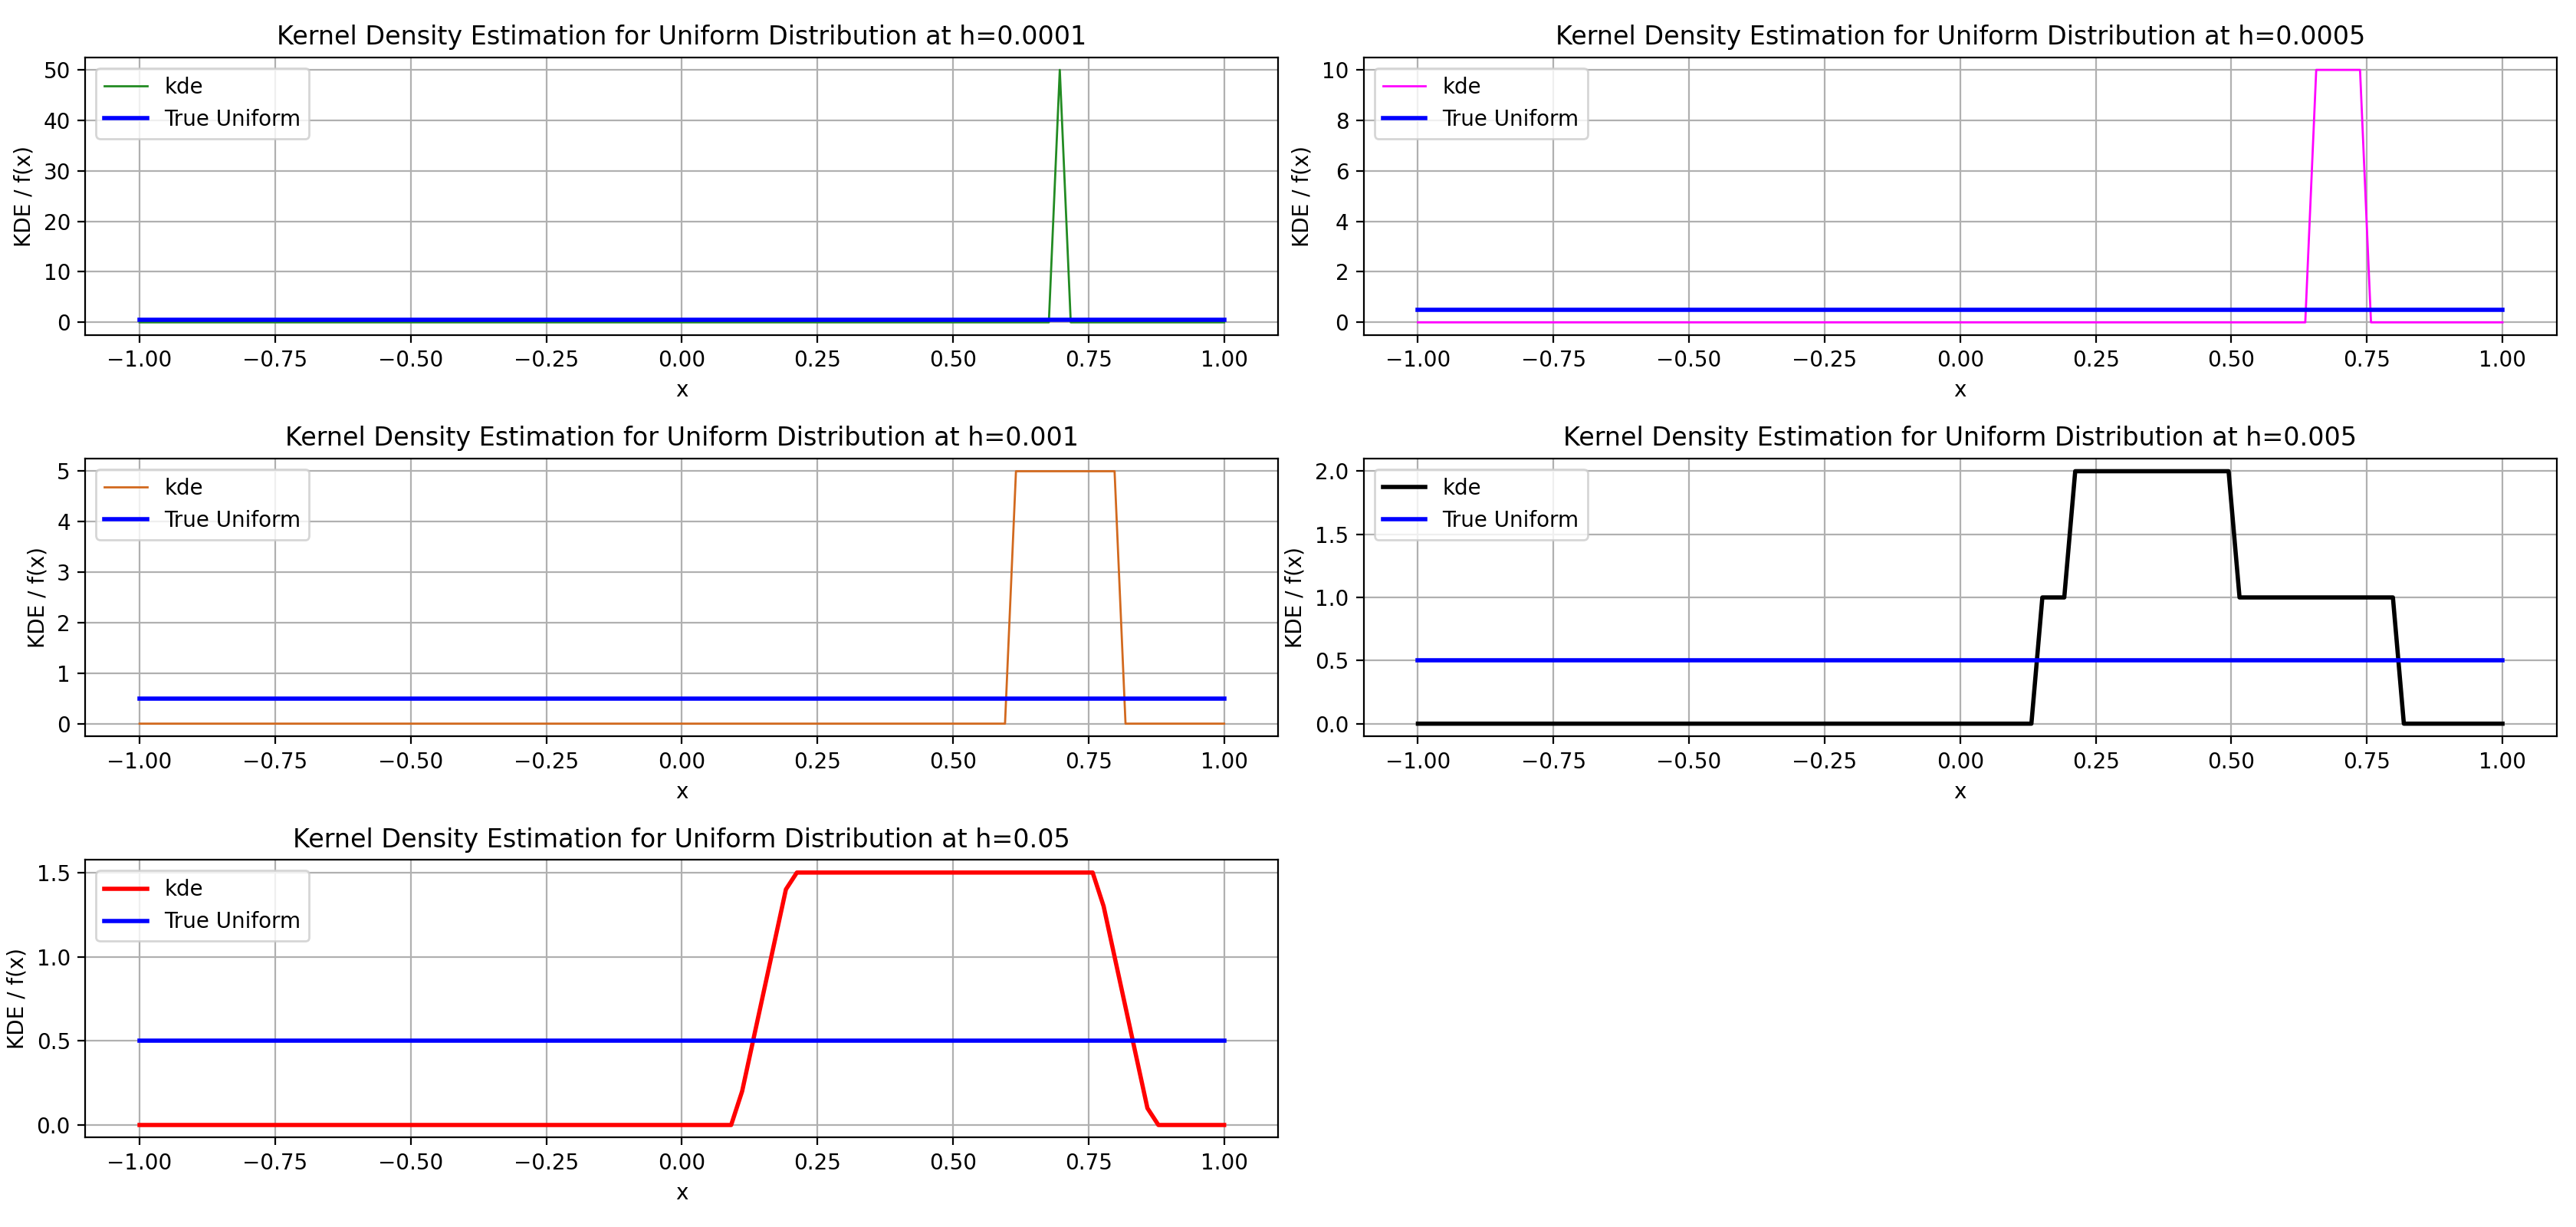 Kernel Density Estimation for Uniform Distribution at h=0.0001
kde
True Uniform
KDE / f(x)
50
40
30
20
10
0
−1.00 −0.75 −0.50 −0.25 0.00 0.25 0.50 0.75 1.00
x
Kernel Density Estimation for Uniform Distribution at h=0.0005
kde
True Uniform
KDE / f(x)
10
8
6
4
2
0
−1.00 −0.75 −0.50 −0.25 0.00 0.25 0.50 0.75 1.00
x
Kernel Density Estimation for Uniform Distribution at h=0.001
kde
True Uniform
KDE / f(x)
5
4
3
2
1
0
−1.00 −0.75 −0.50 −0.25 0.00 0.25 0.50 0.75 1.00
x
Kernel Density Estimation for Uniform Distribution at h=0.005
kde
True Uniform
KDE / f(x)
2.0
1.5
1.0
0.5
0.0
−1.00 −0.75 −0.50 −0.25 0.00 0.25 0.50 0.75 1.00
x
Kernel Density Estimation for Uniform Distribution at h=0.05
kde
True Uniform
KDE / f(x)
1.5
1.0
0.5
0.0
−1.00 −0.75 −0.50 −0.25 0.00 0.25 0.50 0.75 1.00
x